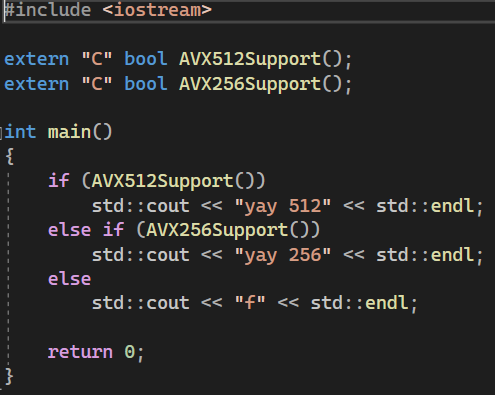 #include <iostream>
extern "C" bool AVX512Support();
extern "C" bool AVX256Support();
int main()
{
if (AVX512Support())
std::cout << "yay 512" << std::endl;
else if (AVX256Support())
std::cout << "yay 256" << std::endl;
else
std::cout << "f" << std::endl;
return 0;
}